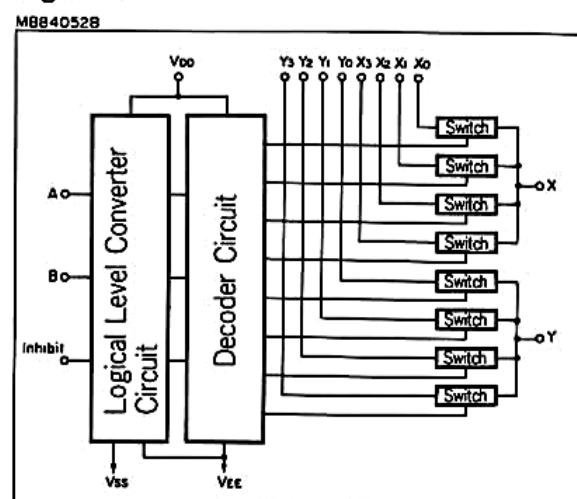 MB84052B
VDD
Y3 Y2 Y1 Y0 X3 X2 X1 X0
Switch
Switch
Switch
Switch
Switch
Switch
Switch
Switch
X
Y
A
B
Inhibit
Logical Level Converter
Circuit
Decoder Circuit
VSS
VEE